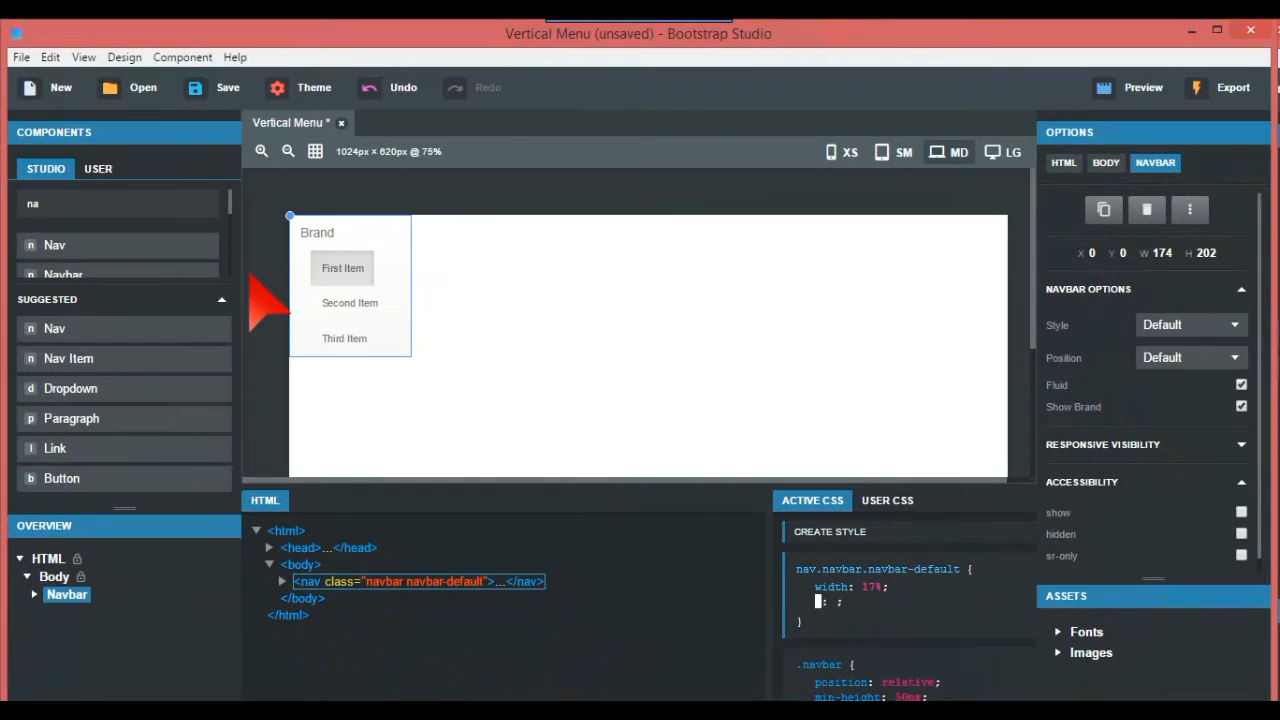 Vertical Menu (unsaved) - Bootstrap Studio
File Edit View Design Component Help
New Open Save Theme Undo Redo Preview Export
COMPONENTS
STUDIO USER
na
n Nav
n Navbar
SUGGESTED
n Nav
n Nav Item
d Dropdown
p Paragraph
l Link
b Button
OVERVIEW
HTML
Body
Navbar
Vertical Menu *
1024px × 620px @ 75%
XS SM MD LG
Brand
First Item
Second Item
Third Item
HTML
<html>
<head>...</head>
<body>
<nav class="navbar navbar-default">...</nav>
</body>
</html>
ACTIVE CSS USER CSS
CREATE STYLE
nav.navbar.navbar-default {
width: 17%;
: ;
}
.navbar {
position: relative;
min-height: 50px;
OPTIONS
HTML BODY NAVBAR
X 0 Y 0 W 174 H 202
NAVBAR OPTIONS
Style Default
Position Default
Fluid
Show Brand
RESPONSIVE VISIBILITY
ACCESSIBILITY
show
hidden
sr-only
ASSETS
Fonts
Images